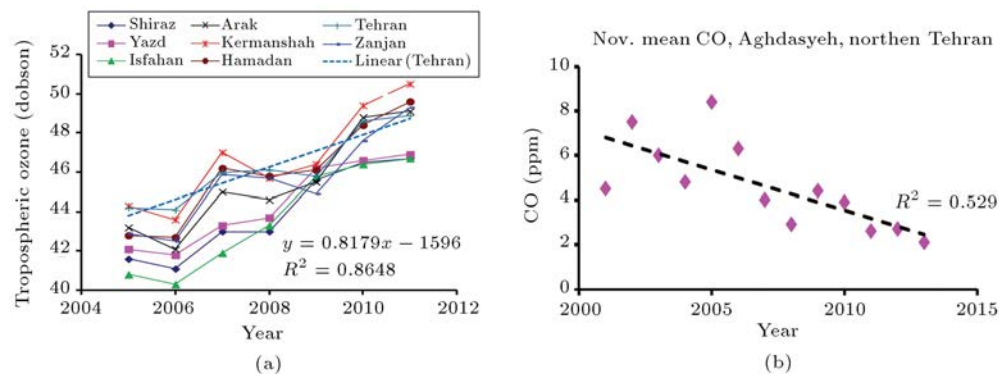 Shiraz Arak Tehran
Yazd Kermanshah Zanjan
Isfahan Hamadan Linear (Tehran)
Tropospheric ozone (dobson)
52
50
48
46
44
42
40
y = 0.8179x − 1596
R² = 0.8648
2004 2006 2008 2010 2012
Year
(a)
Nov. mean CO, Aghdasyeh, northen Tehran
CO (ppm)
10
8
6
4
2
0
R² = 0.529
2000 2005 2010 2015
Year
(b)